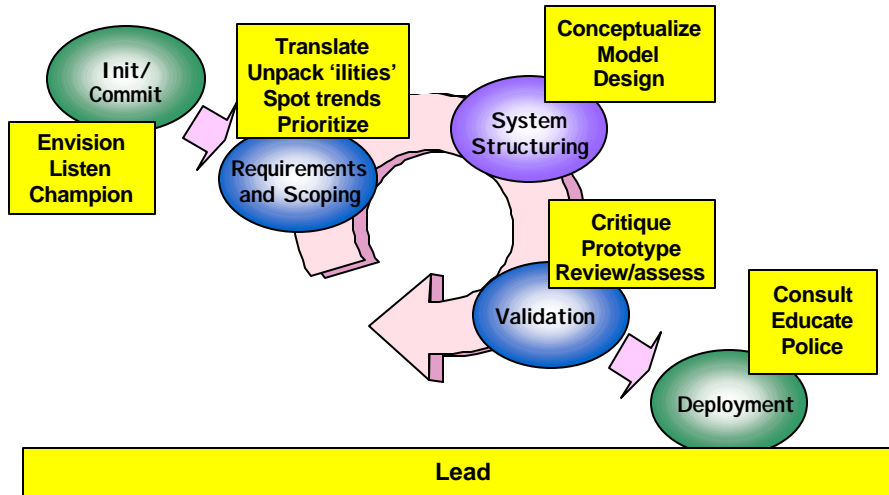 Init/
Commit
Envision
Listen
Champion
Translate
Unpack ‘ilities’
Spot trends
Prioritize
Requirements
and Scoping
Conceptualize
Model
Design
System
Structuring
Critique
Prototype
Review/assess
Validation
Consult
Educate
Police
Deployment
Lead